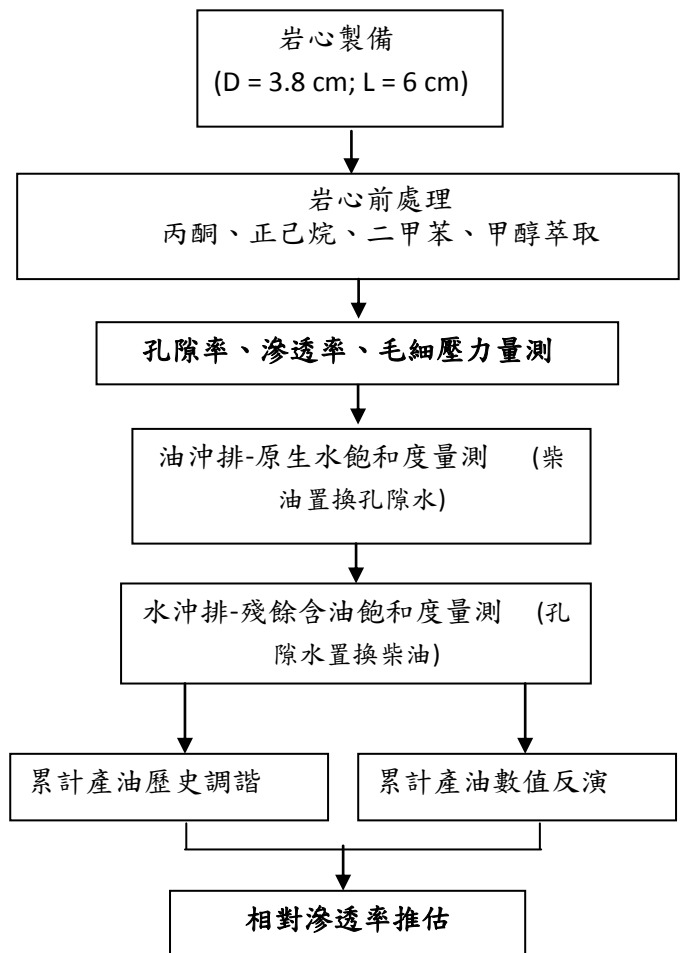 岩心製備
(D = 3.8 cm; L = 6 cm)
岩心前處理
丙酮、正己烷、二甲苯、甲醇萃取
孔隙率、滲透率、毛細壓力量測
油沖排-原生水飽和度量測 (柴
油置換孔隙水)
水沖排-殘餘含油飽和度量測 (孔
隙水置換柴油)
累計產油歷史調諧
累計產油數值反演
相對滲透率推估